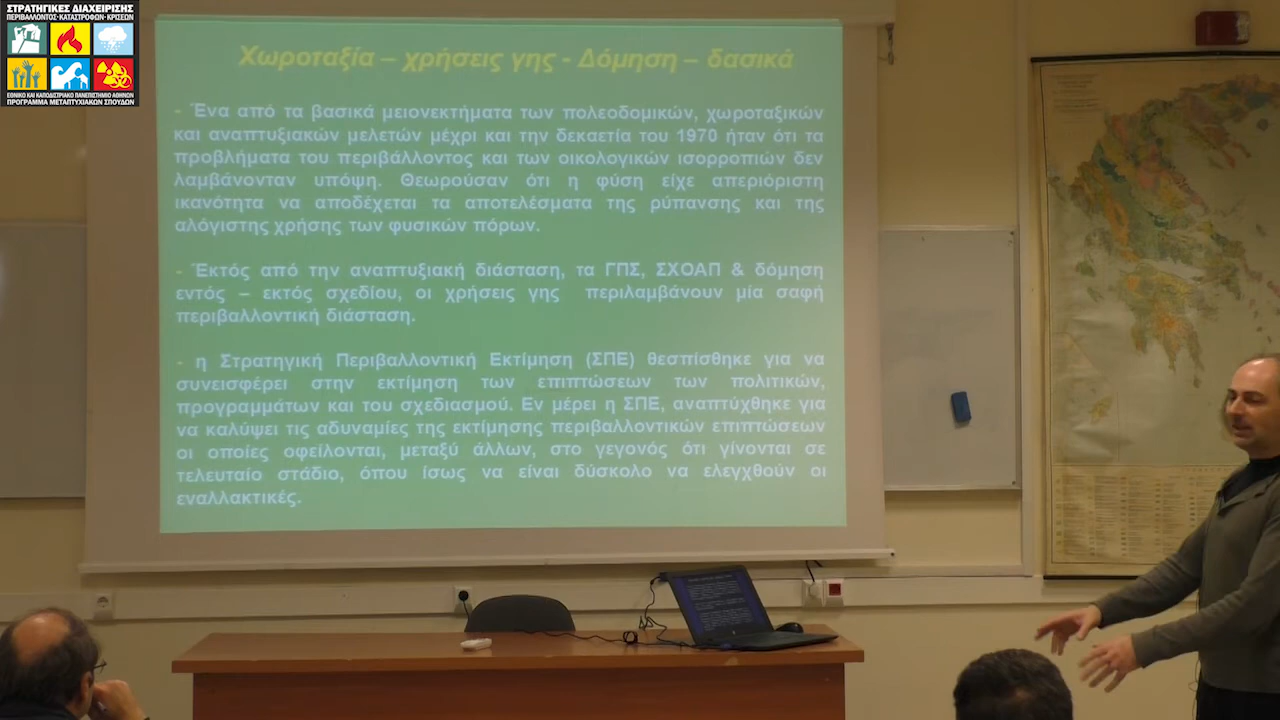 ΣΤΡΑΤΗΓΙΚΕΣ ΔΙΑΧΕΙΡΙΣΗΣ
ΠΕΡΙΒΑΛΛΟΝΤΟΣ-ΚΑΤΑΣΤΡΟΦΩΝ-ΚΡΙΣΕΩΝ
ΕΘΝΙΚΟ ΚΑΙ ΚΑΠΟΔΙΣΤΡΙΑΚΟ ΠΑΝΕΠΙΣΤΗΜΙΟ ΑΘΗΝΩΝ
ΠΡΟΓΡΑΜΜΑ ΜΕΤΑΠΤΥΧΙΑΚΩΝ ΣΠΟΥΔΩΝ
Χωροταξία – χρήσεις γης - Δόμηση – δασικά
- Ένα από τα βασικά μειονεκτήματα των πολεοδομικών, χωροταξικών
και αναπτυξιακών μελετών μέχρι και την δεκαετία του 1970 ήταν ότι τα
προβλήματα του περιβάλλοντος και των οικολογικών ισορροπιών δεν
λαμβάνονταν υπόψη. Θεωρούσαν ότι η φύση είχε απεριόριστη
ικανότητα να αποδέχεται τα αποτελέσματα της ρύπανσης και της
αλόγιστης χρήσης των φυσικών πόρων.
- Έκτός από την αναπτυξιακή διάσταση, τα ΓΠΣ, ΣΧΟΑΠ & δόμηση
εντός – εκτός σχεδίου, οι χρήσεις γης περιλαμβάνουν μία σαφή
περιβαλλοντική διάσταση.
- η Στρατηγική Περιβαλλοντική Εκτίμηση (ΣΠΕ) θεσπίσθηκε για να
συνεισφέρει στην εκτίμηση των επιπτώσεων των πολιτικών,
προγραμμάτων και του σχεδιασμού. Εν μέρει η ΣΠΕ, αναπτύχθηκε για
να καλύψει τις αδυναμίες της εκτίμησης περιβαλλοντικών επιπτώσεων
οι οποίες οφείλονται, μεταξύ άλλων, στο γεγονός ότι γίνονται σε
τελευταίο στάδιο, όπου ίσως να είναι δύσκολο να ελεγχθούν οι
εναλλακτικές.